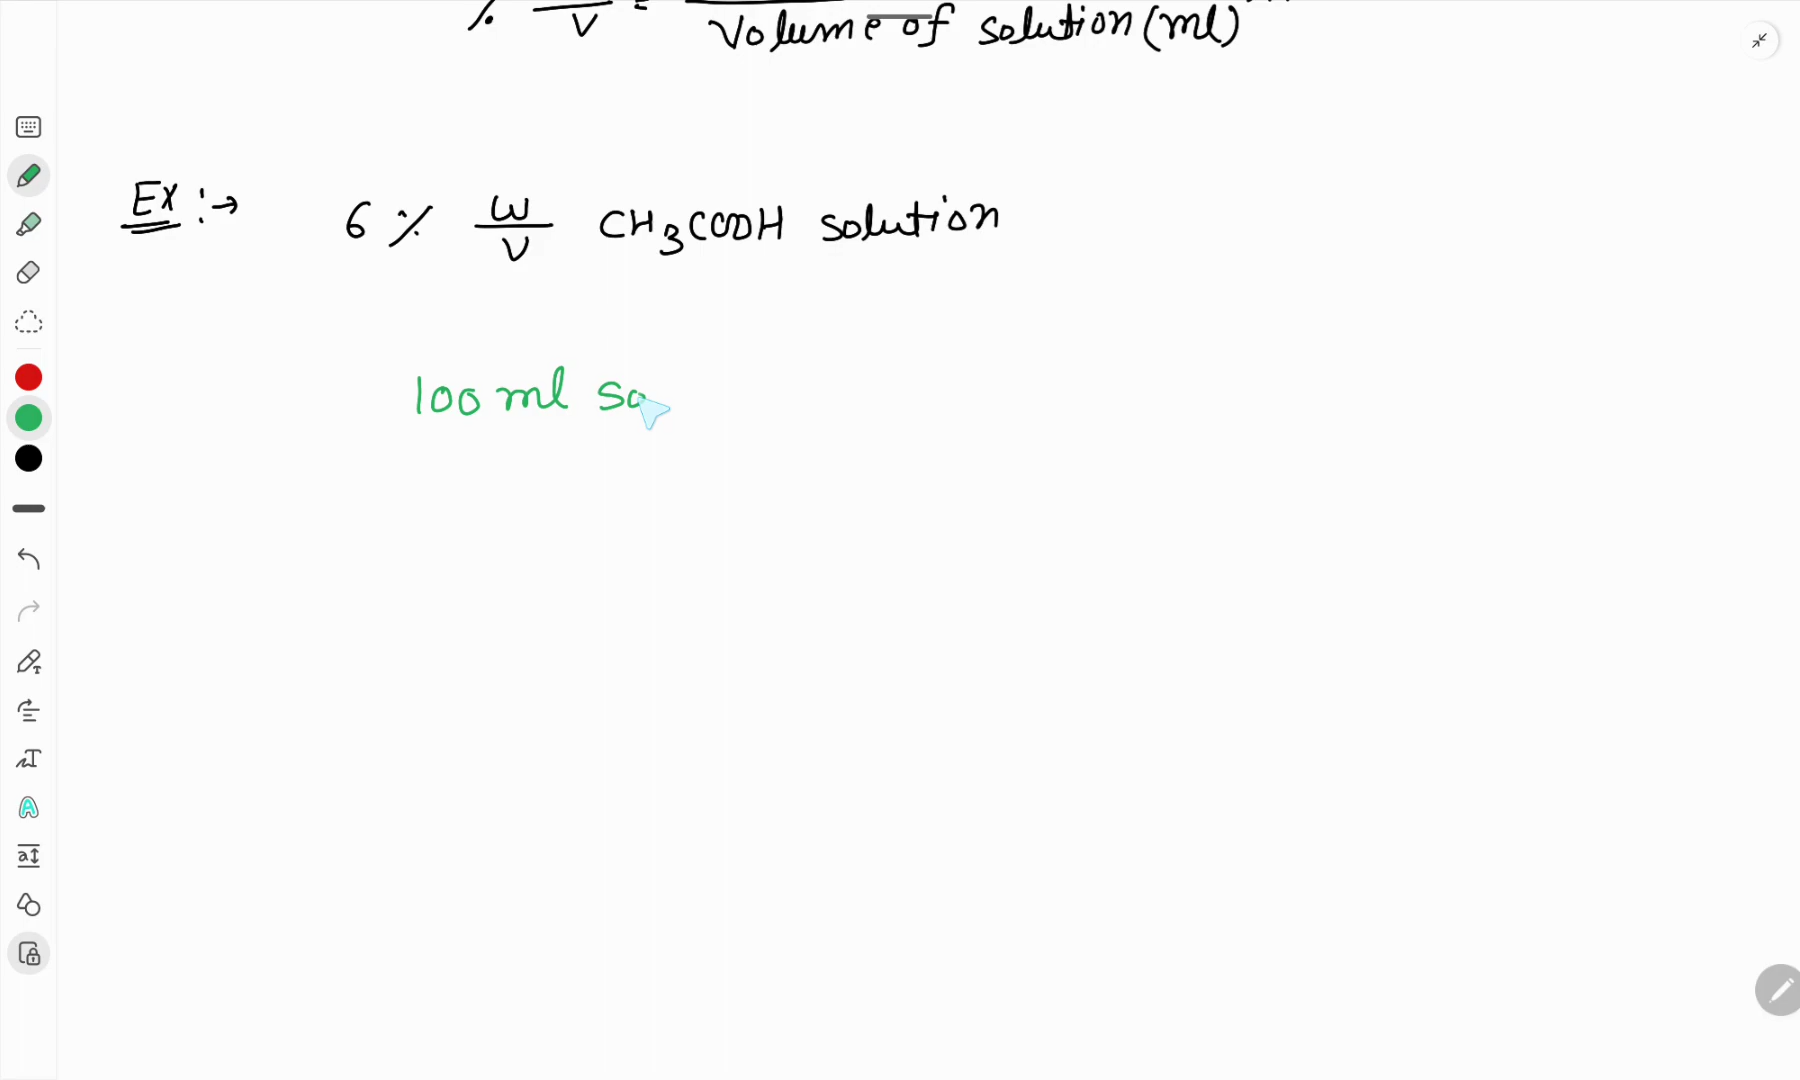 % V =
Volume of solution (ml)
Ex :→ 6 % W/V CH3COOH solution
100 ml so